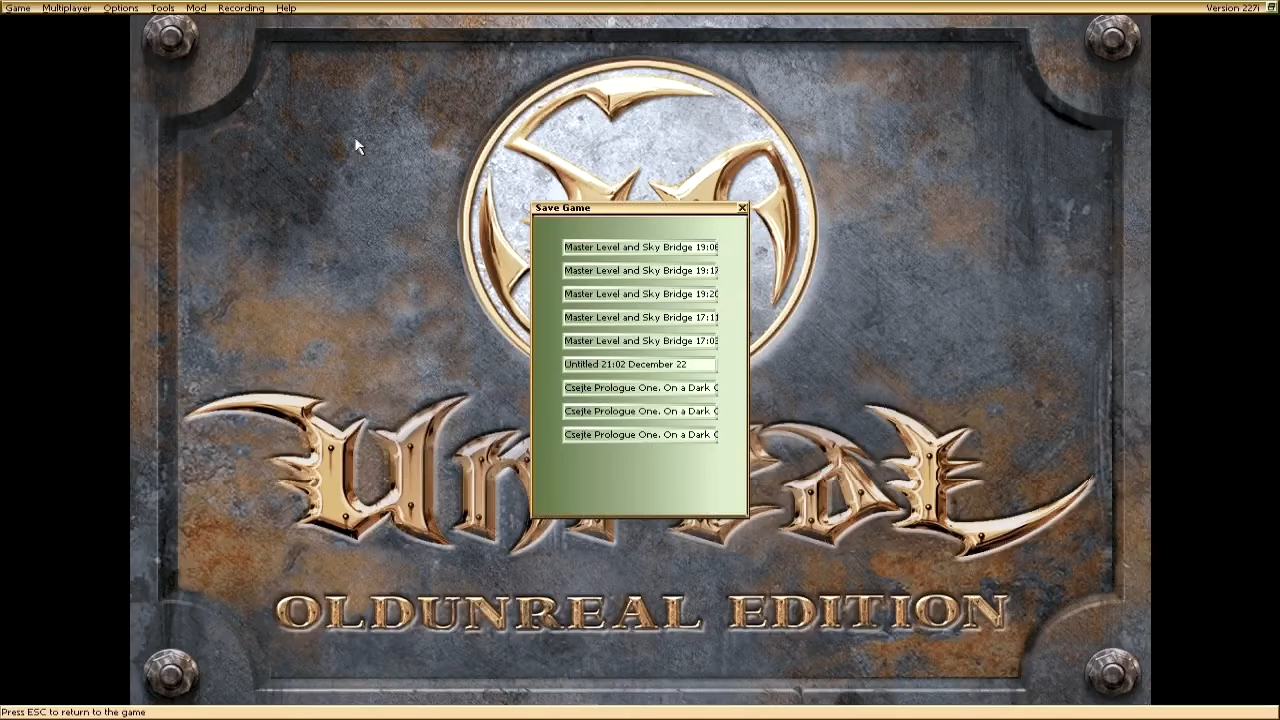 Game Multiplayer Options Tools Mod Recording Help Version 227i
Save Game
Master Level and Sky Bridge 19:06
Master Level and Sky Bridge 19:17
Master Level and Sky Bridge 19:20
Master Level and Sky Bridge 17:11
Master Level and Sky Bridge 17:03
Untitled 21:02 December 22
Csejte Prologue One. On a Dark
Csejte Prologue One. On a Dark
Csejte Prologue One. On a Dark
Unreal
OLDUNREAL EDITION
Press ESC to return to the game